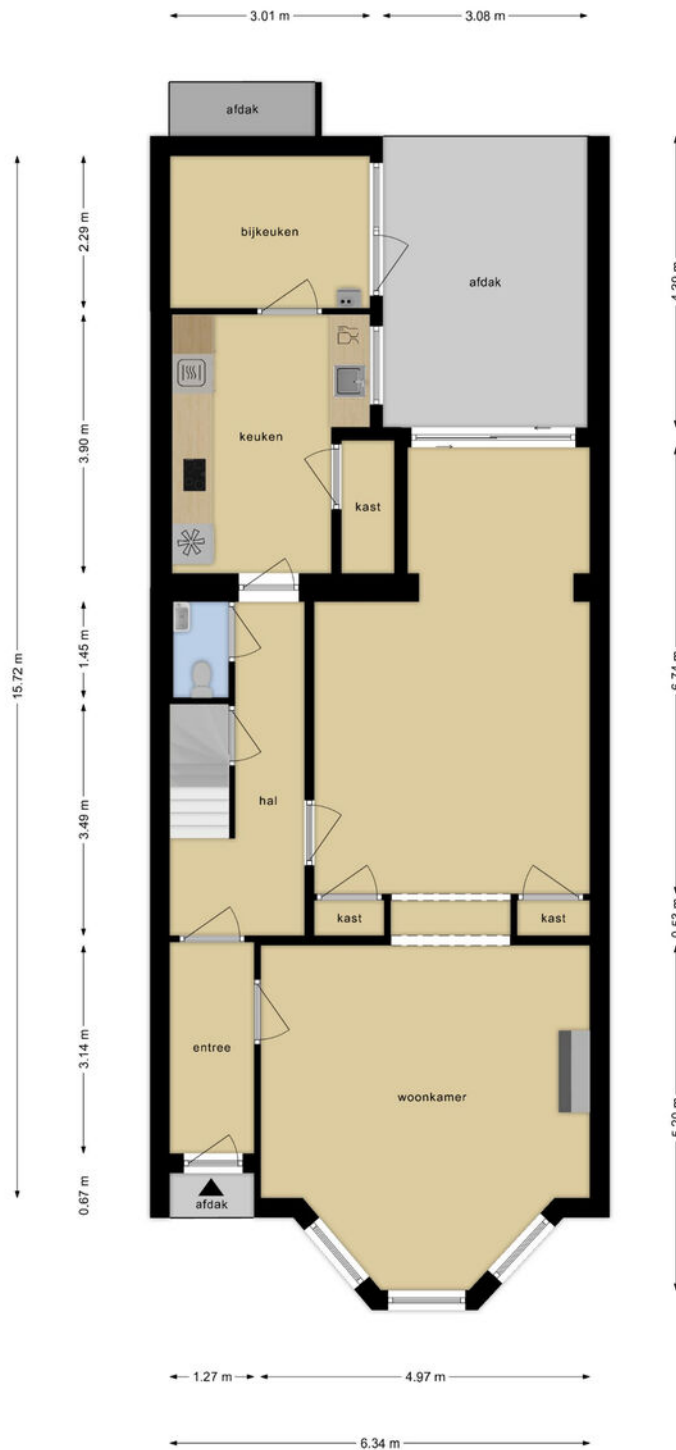 3.01 m
3.08 m
afdak
bijkeuken
afdak
2.29 m
keuken
kast
3.90 m
15.72 m
1.45 m
3.49 m
hal
kast
kast
entree
woonkamer
3.14 m
afdak
0.67 m
1.27 m
4.97 m
6.34 m